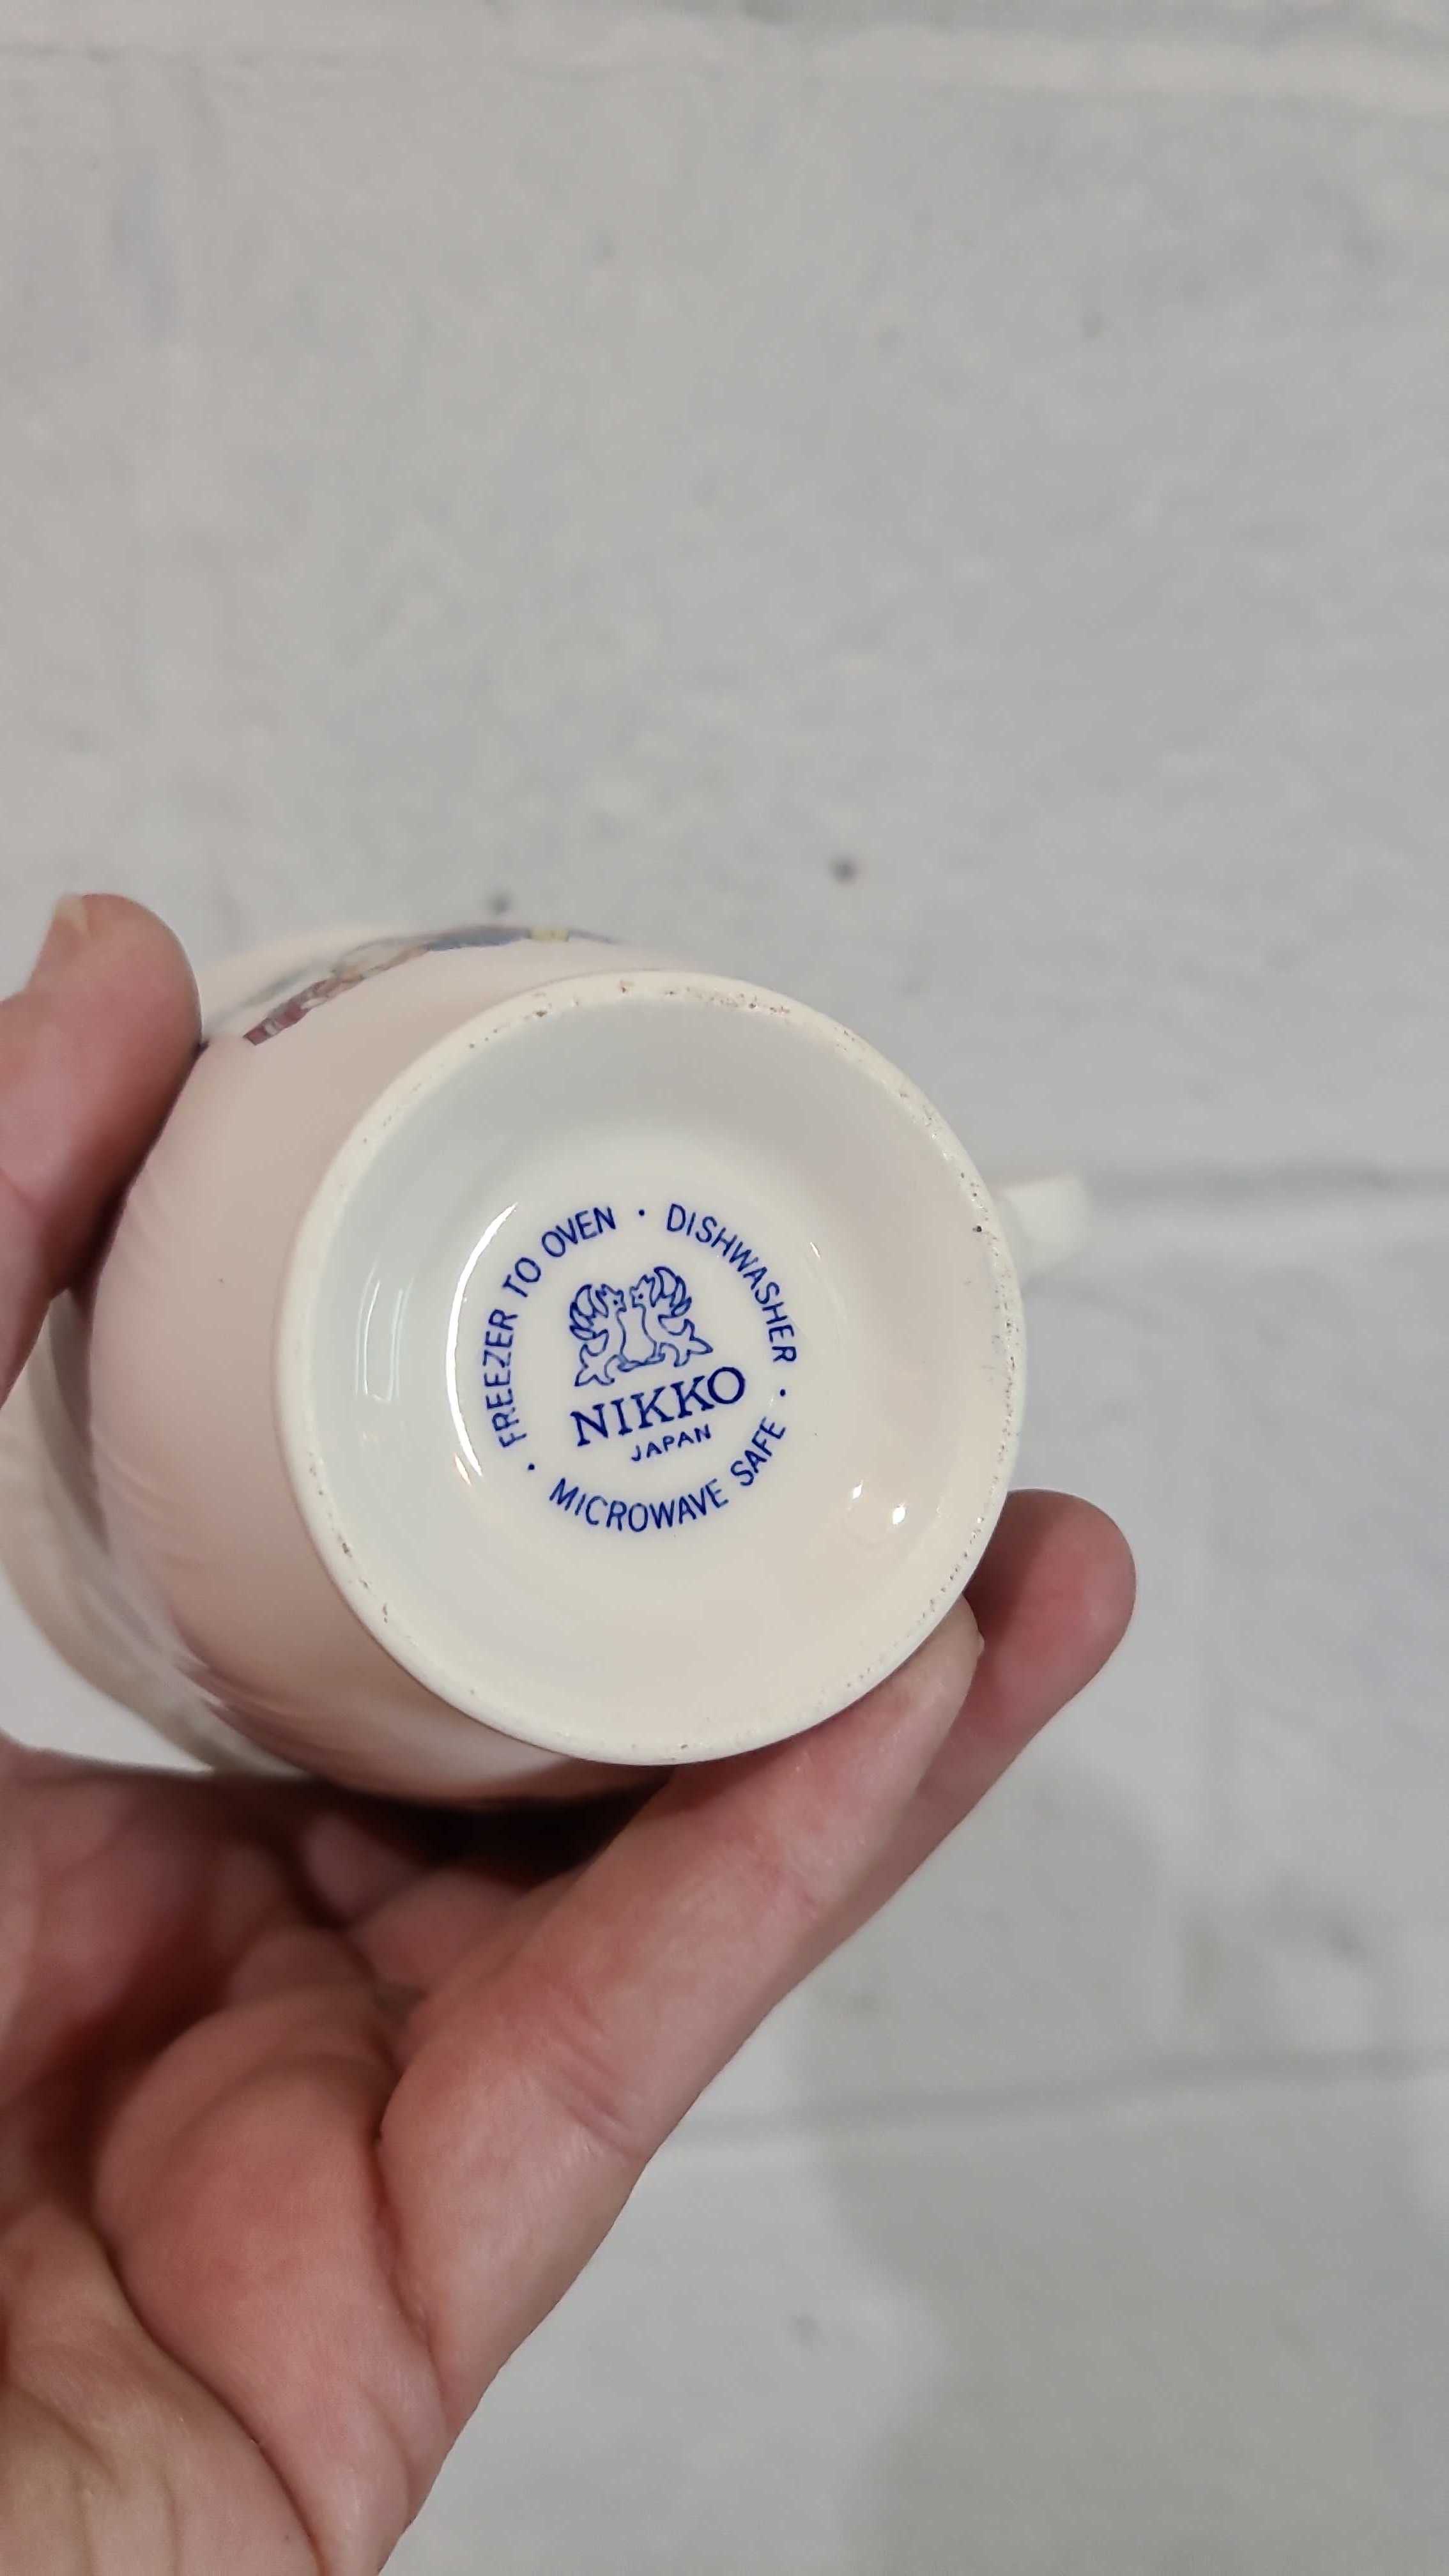 FREEZER TO OVEN · DISHWASHER · MICROWAVE SAFE ·
NIKKO
JAPAN